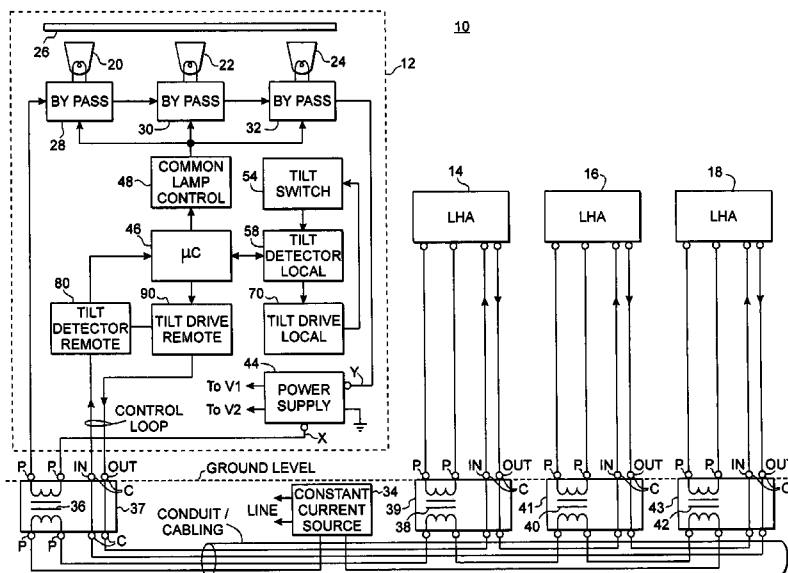 10
26
20
22
24
12
BY PASS
BY PASS
BY PASS
28
30
32
48
COMMON LAMP CONTROL
54
TILT SWITCH
14
16
18
LHA
LHA
LHA
46
µC
58
TILT DETECTOR LOCAL
80
TILT DETECTOR REMOTE
90
TILT DRIVE REMOTE
70
TILT DRIVE LOCAL
44
Y
To V1
To V2
POWER SUPPLY
X
CONTROL LOOP
P P IN OUT
GROUND LEVEL
P P IN OUT
P P IN OUT
P P IN OUT
C
C
C
C
36
37
LINE
CONSTANT CURRENT SOURCE
34
39
38
41
40
43
42
P P C
CONDUIT / CABLING